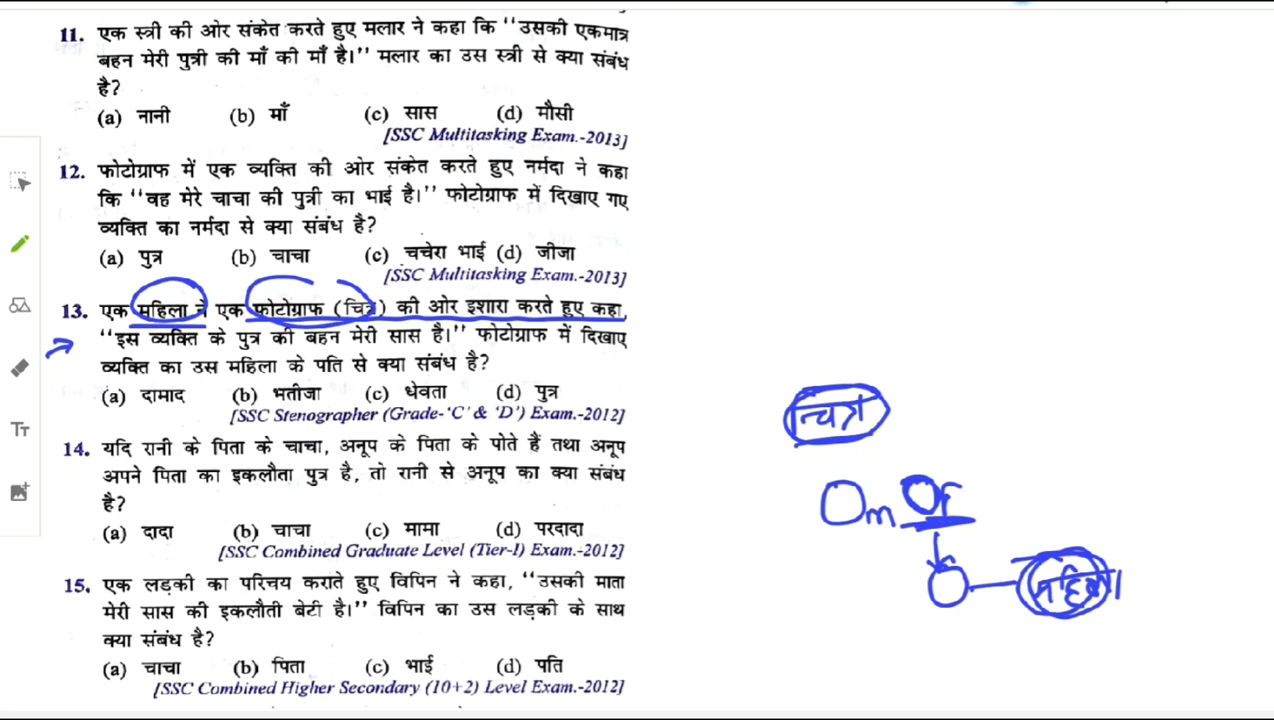 11. एक स्त्री की ओर संकेत करते हुए मलार ने कहा कि "उसकी एकमात्र
बहन मेरी पुत्री की माँ की माँ है।" मलार का उस स्त्री से क्या संबंध
है?
(a) नानी (b) माँ (c) सास (d) मौसी
[SSC Multitasking Exam.-2013]
12. फोटोग्राफ में एक व्यक्ति की ओर संकेत करते हुए नर्मदा ने कहा
कि "वह मेरे चाचा की पुत्री का भाई है।" फोटोग्राफ में दिखाए गए
व्यक्ति का नर्मदा से क्या संबंध है?
(a) पुत्र (b) चाचा (c) चचेरा भाई (d) जीजा
[SSC Multitasking Exam.-2013]
13. एक महिला ने एक फोटोग्राफ (चित्र) की ओर इशारा करते हुए कहा,
"इस व्यक्ति के पुत्र की बहन मेरी सास है।" फोटोग्राफ में दिखाए
व्यक्ति का उस महिला के पति से क्या संबंध है?
(a) दामाद (b) भतीजा (c) धेवता (d) पुत्र
[SSC Stenographer (Grade-'C' & 'D') Exam.-2012]
चित्र
14. यदि रानी के पिता के चाचा, अनूप के पिता के पोते हैं तथा अनूप
अपने पिता का इकलौता पुत्र है, तो रानी से अनूप का क्या संबंध
है?
m f
(a) दादा (b) चाचा (c) मामा (d) परदादा
[SSC Combined Graduate Level (Tier-I) Exam.-2012]
15. एक लड़की का परिचय कराते हुए विपिन ने कहा, "उसकी माता
मेरी सास की इकलौती बेटी है।" विपिन का उस लड़की के साथ
क्या संबंध है?
महिला
(a) चाचा (b) पिता (c) भाई (d) पति
[SSC Combined Higher Secondary (10+2) Level Exam.-2012]
TT